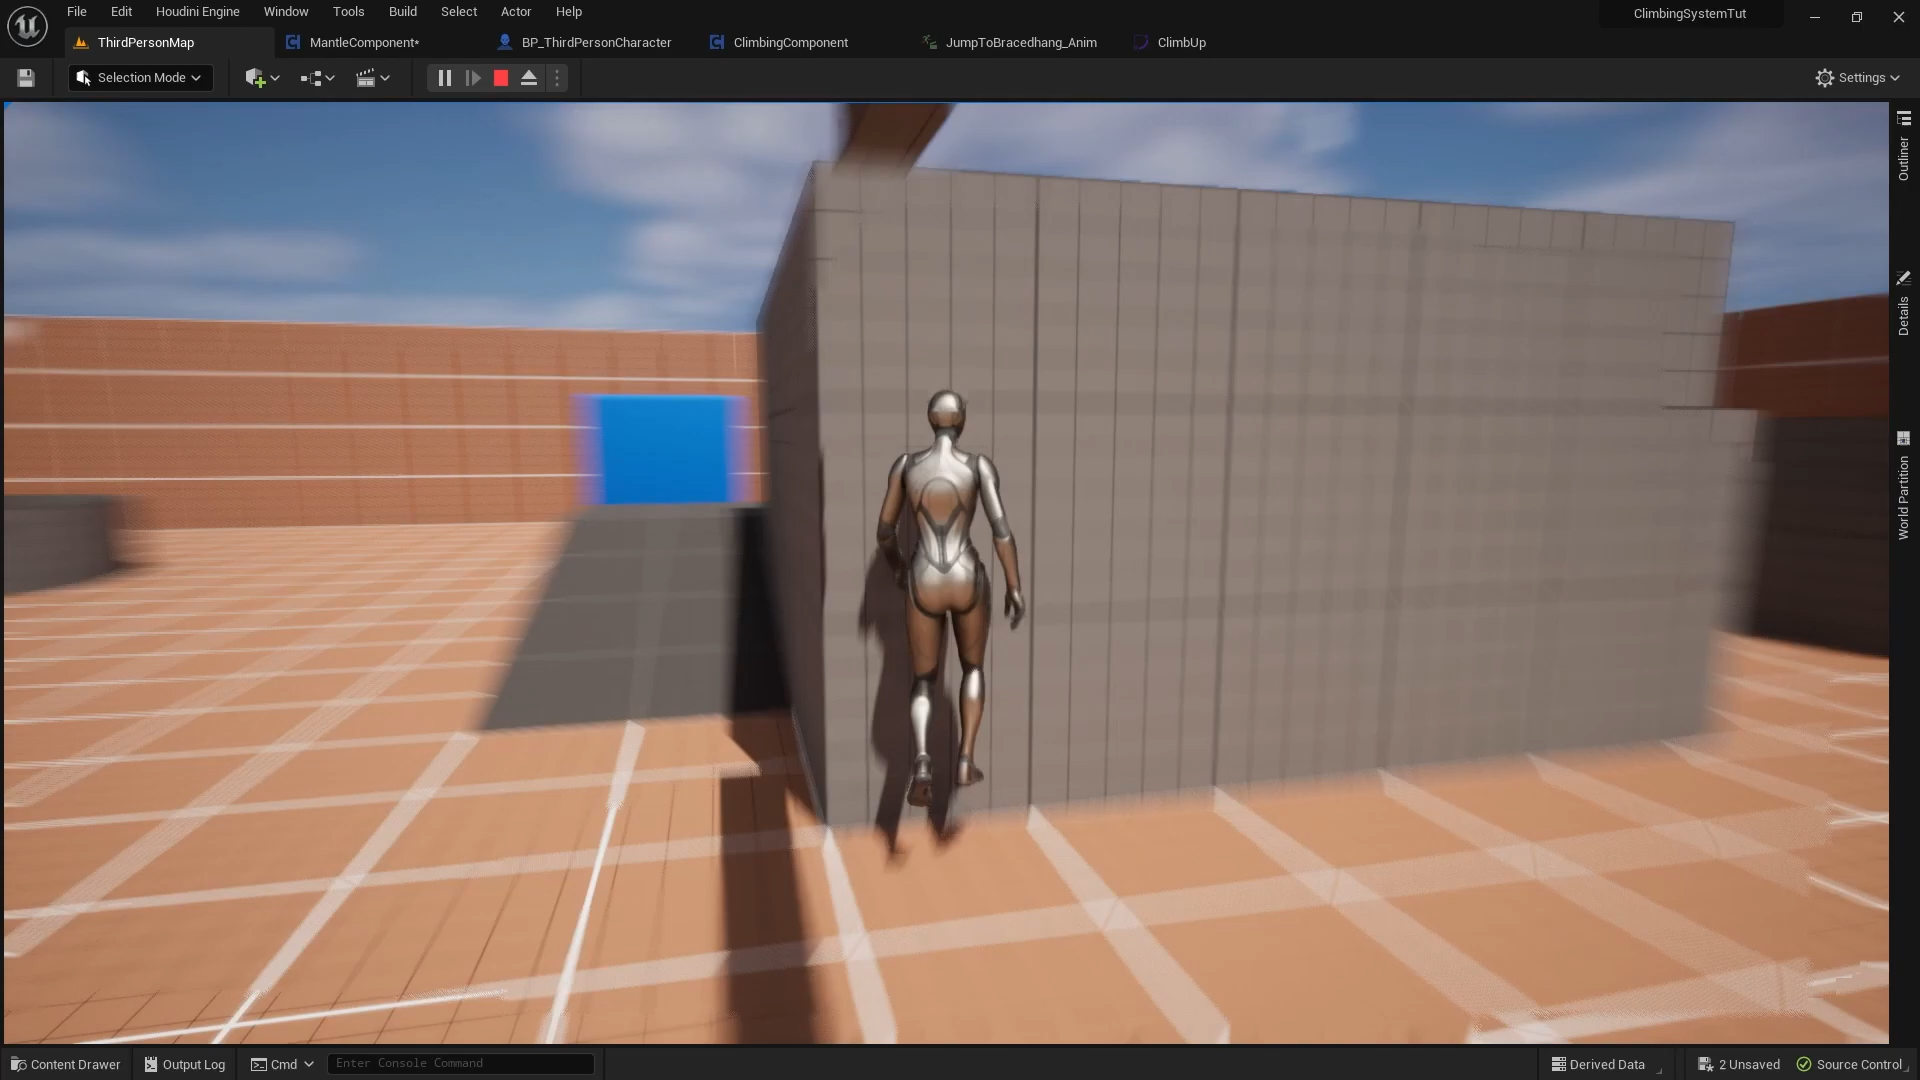 File Edit Houdini Engine Window Tools Build Select Actor Help
ClimbingSystemTut
ThirdPersonMap MantleComponent* BP_ThirdPersonCharacter ClimbingComponent JumpToBracedhang_Anim ClimbUp
Selection Mode
Settings
Outliner
Details
World Partition
Content Drawer Output Log Cmd Enter Console Command Derived Data 2 Unsaved Source Control